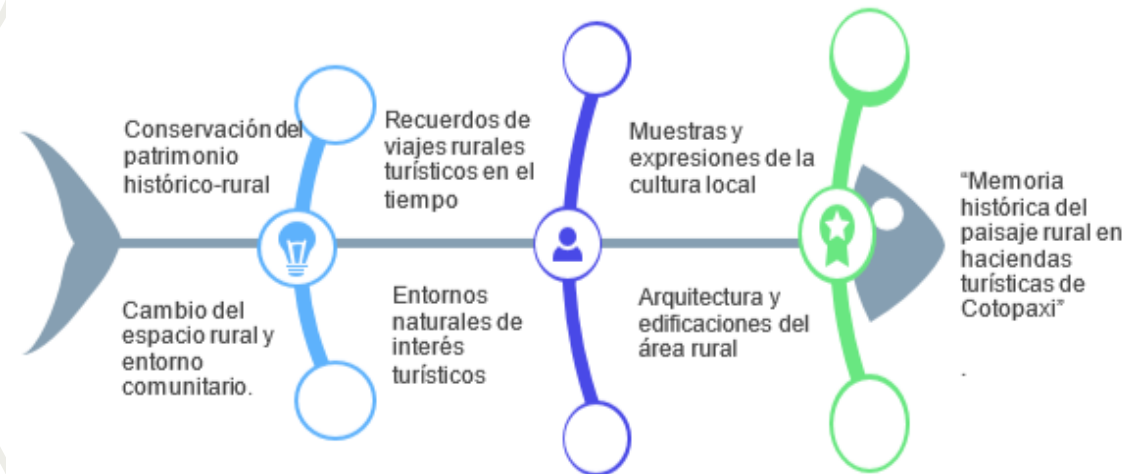 Conservación del
patrimonio
histórico-rural
Recuerdos de
viajes rurales
turísticos en el
tiempo
Muestras y
expresiones de la
cultura local
“Memoria
histórica del
paisaje rural en
haciendas
turísticas de
Cotopaxi”
.
Cambio del
espacio rural y
entorno
comunitario.
Entornos
naturales de
interés
turísticos
Arquitectura y
edificaciones del
área rural